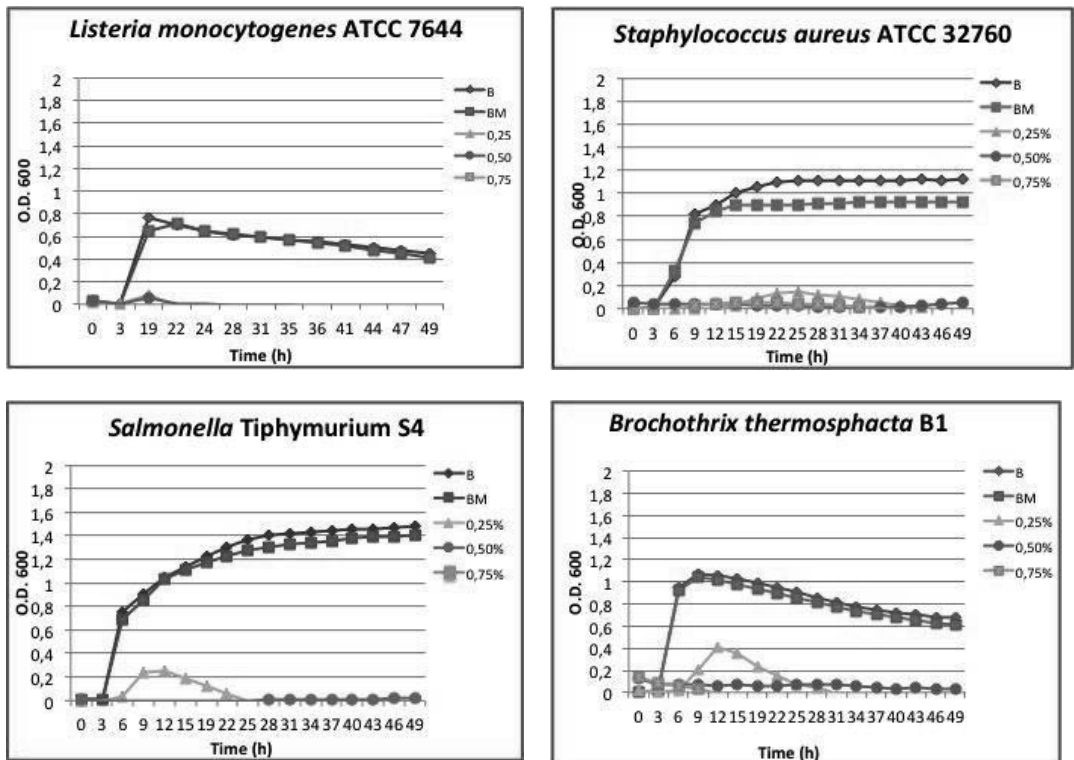 Listeria monocytogenes ATCC 7644
2
1,8
1,6
1,4
1,2
1
0,8
0,6
0,4
0,2
0
O.D. 600
0 3 19 22 24 28 31 35 36 41 44 47 49
Time (h)
B
BM
0,25
0,50
0,75
Staphylococcus aureus ATCC 32760
2
1,8
1,6
1,4
1,2
1
0,8
0,6
0,4
0,2
0
O.D. 600
0 3 6 9 12 15 19 22 25 28 31 34 37 40 43 46 49
Time (h)
B
BM
0,25%
0,50%
0,75%
Salmonella Tiphymurium S4
2
1,8
1,6
1,4
1,2
1
0,8
0,6
0,4
0,2
0
O.D. 600
0 3 6 9 12 15 19 22 25 28 31 34 37 40 43 46 49
Time (h)
B
BM
0,25%
0,50%
0,75%
Brochothrix thermosphacta B1
2
1,8
1,6
1,4
1,2
1
0,8
0,6
0,4
0,2
0
O.D. 600
0 3 6 9 12 15 19 22 25 28 31 34 37 40 43 46 49
Time (h)
B
BM
0,25%
0,50%
0,75%